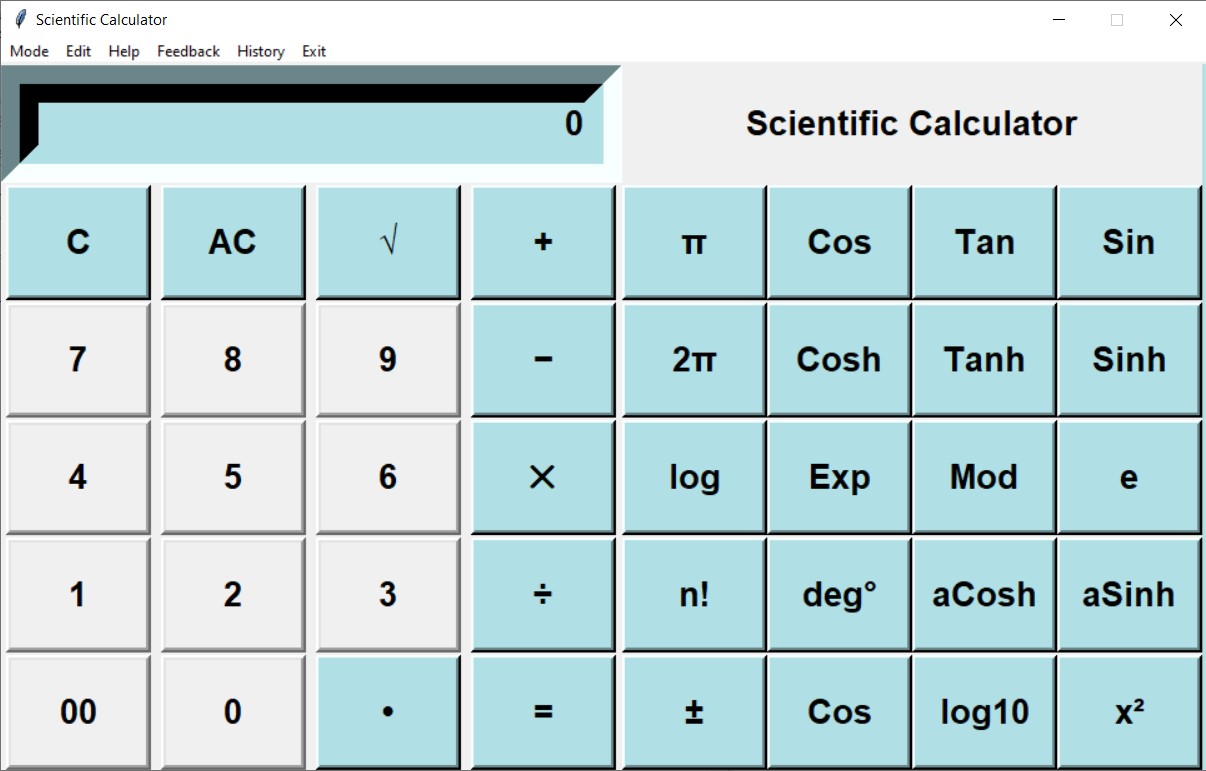 Scientific Calculator
Mode Edit Help Feedback History Exit
0
Scientific Calculator
C AC √ + π Cos Tan Sin
7 8 9 − 2π Cosh Tanh Sinh
4 5 6 × log Exp Mod e
1 2 3 ÷ n! deg° aCosh aSinh
00 0 • = ± Cos log10 x²